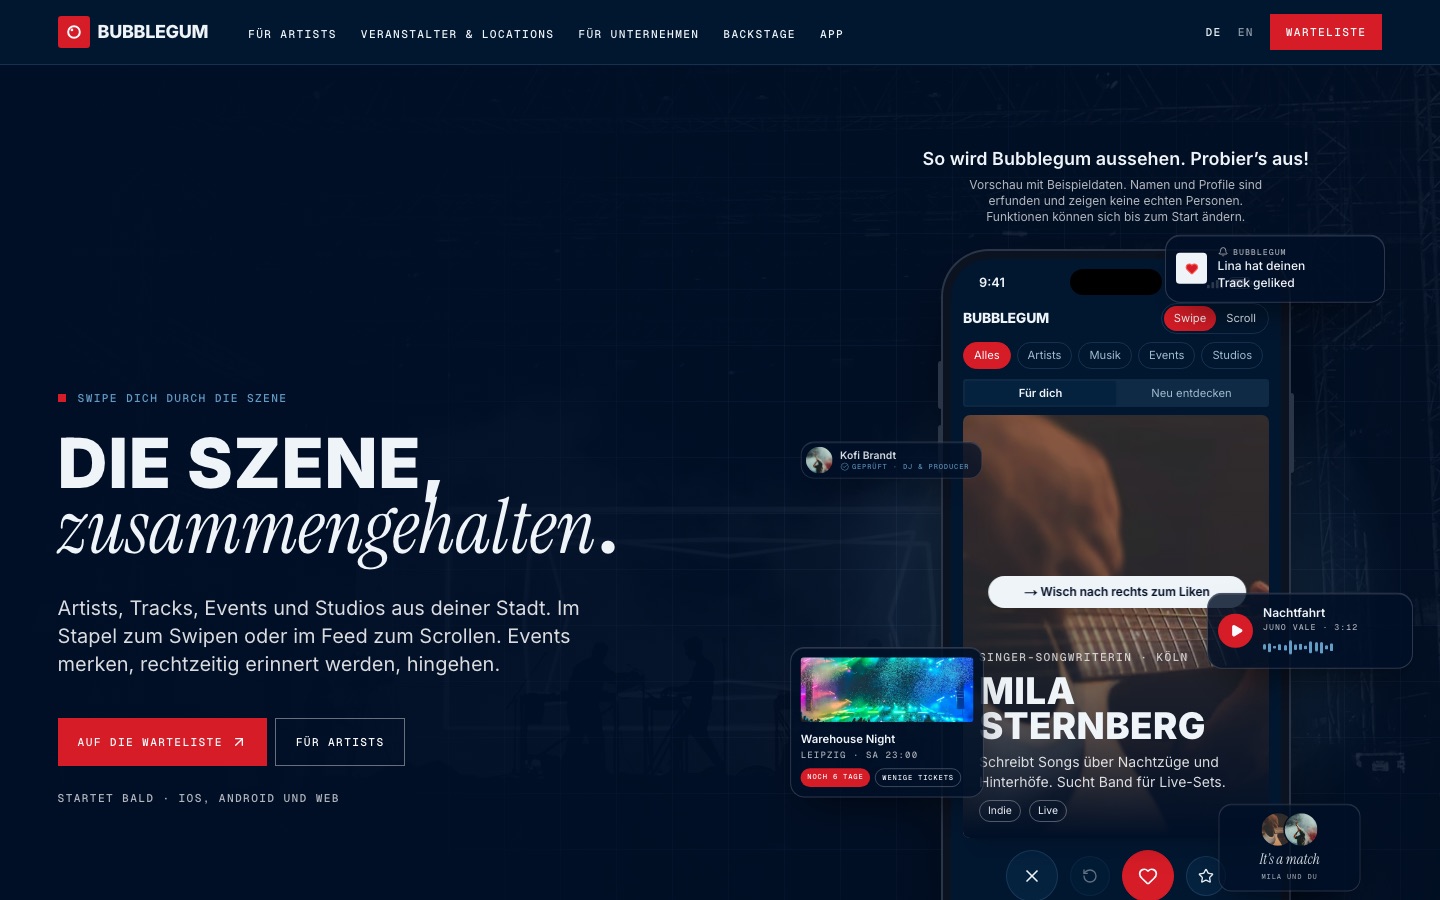 BUBBLEGUM
FÜR ARTISTS
VERANSTALTER & LOCATIONS
FÜR UNTERNEHMEN
BACKSTAGE
APP
DE
EN
WARTELISTE
SWIPE DICH DURCH DIE SZENE
DIE SZENE,
zusammengehalten.
Artists, Tracks, Events und Studios aus deiner Stadt. Im
Stapel zum Swipen oder im Feed zum Scrollen. Events
merken, rechtzeitig erinnert werden, hingehen.
AUF DIE WARTELISTE
FÜR ARTISTS
STARTET BALD · IOS, ANDROID UND WEB
So wird Bubblegum aussehen. Probier’s aus!
Vorschau mit Beispieldaten. Namen und Profile sind
erfunden und zeigen keine echten Personen.
Funktionen können sich bis zum Start ändern.
BUBBLEGUM
Lina hat deinen
Track geliked
9:41
BUBBLEGUM
Swipe
Scroll
Alles
Artists
Musik
Events
Studios
Für dich
Neu entdecken
Kofi Brandt
GEPRÜFT · DJ & PRODUCER
→ Wisch nach rechts zum Liken
Nachtfahrt
JUNO VALE · 3:12
SINGER-SONGWRITERIN · KÖLN
MILA
STERNBERG
Schreibt Songs über Nachtzüge und
Hinterhöfe. Sucht Band für Live-Sets.
Indie
Live
Warehouse Night
LEIPZIG · SA 23:00
NOCH 6 TAGE
WENIGE TICKETS
It's a match
MILA UND DU